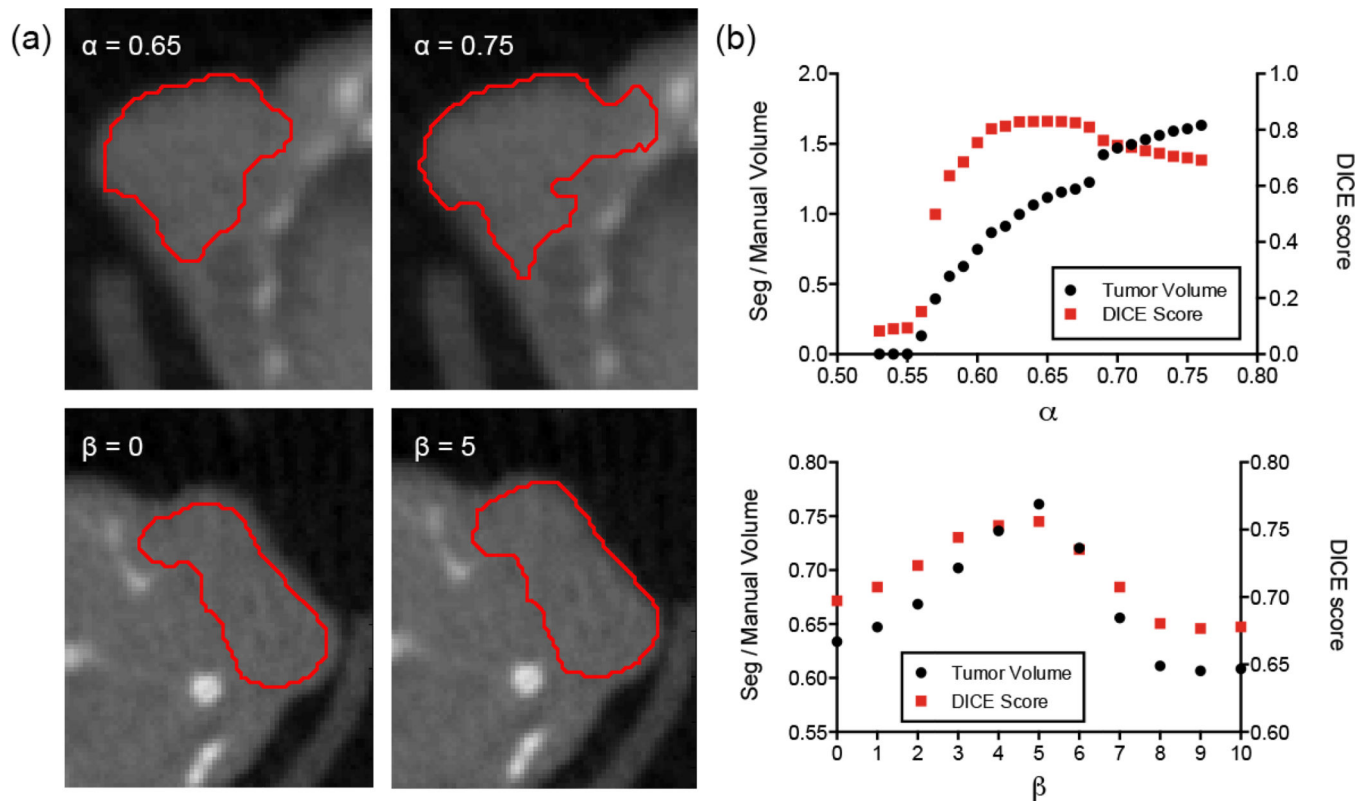 (a)
α = 0.65
α = 0.75
β = 0
β = 5
(b)
Seg / Manual Volume
2.0
1.5
1.0
0.5
0.0
1.0
0.8
0.6
0.4
0.2
0.0
DICE score
Tumor Volume
DICE Score
0.50 0.55 0.60 0.65 0.70 0.75 0.80
α
Seg / Manual Volume
0.80
0.75
0.70
0.65
0.60
0.55
0.80
0.75
0.70
0.65
0.60
DICE score
Tumor Volume
DICE Score
0 1 2 3 4 5 6 7 8 9 10
β